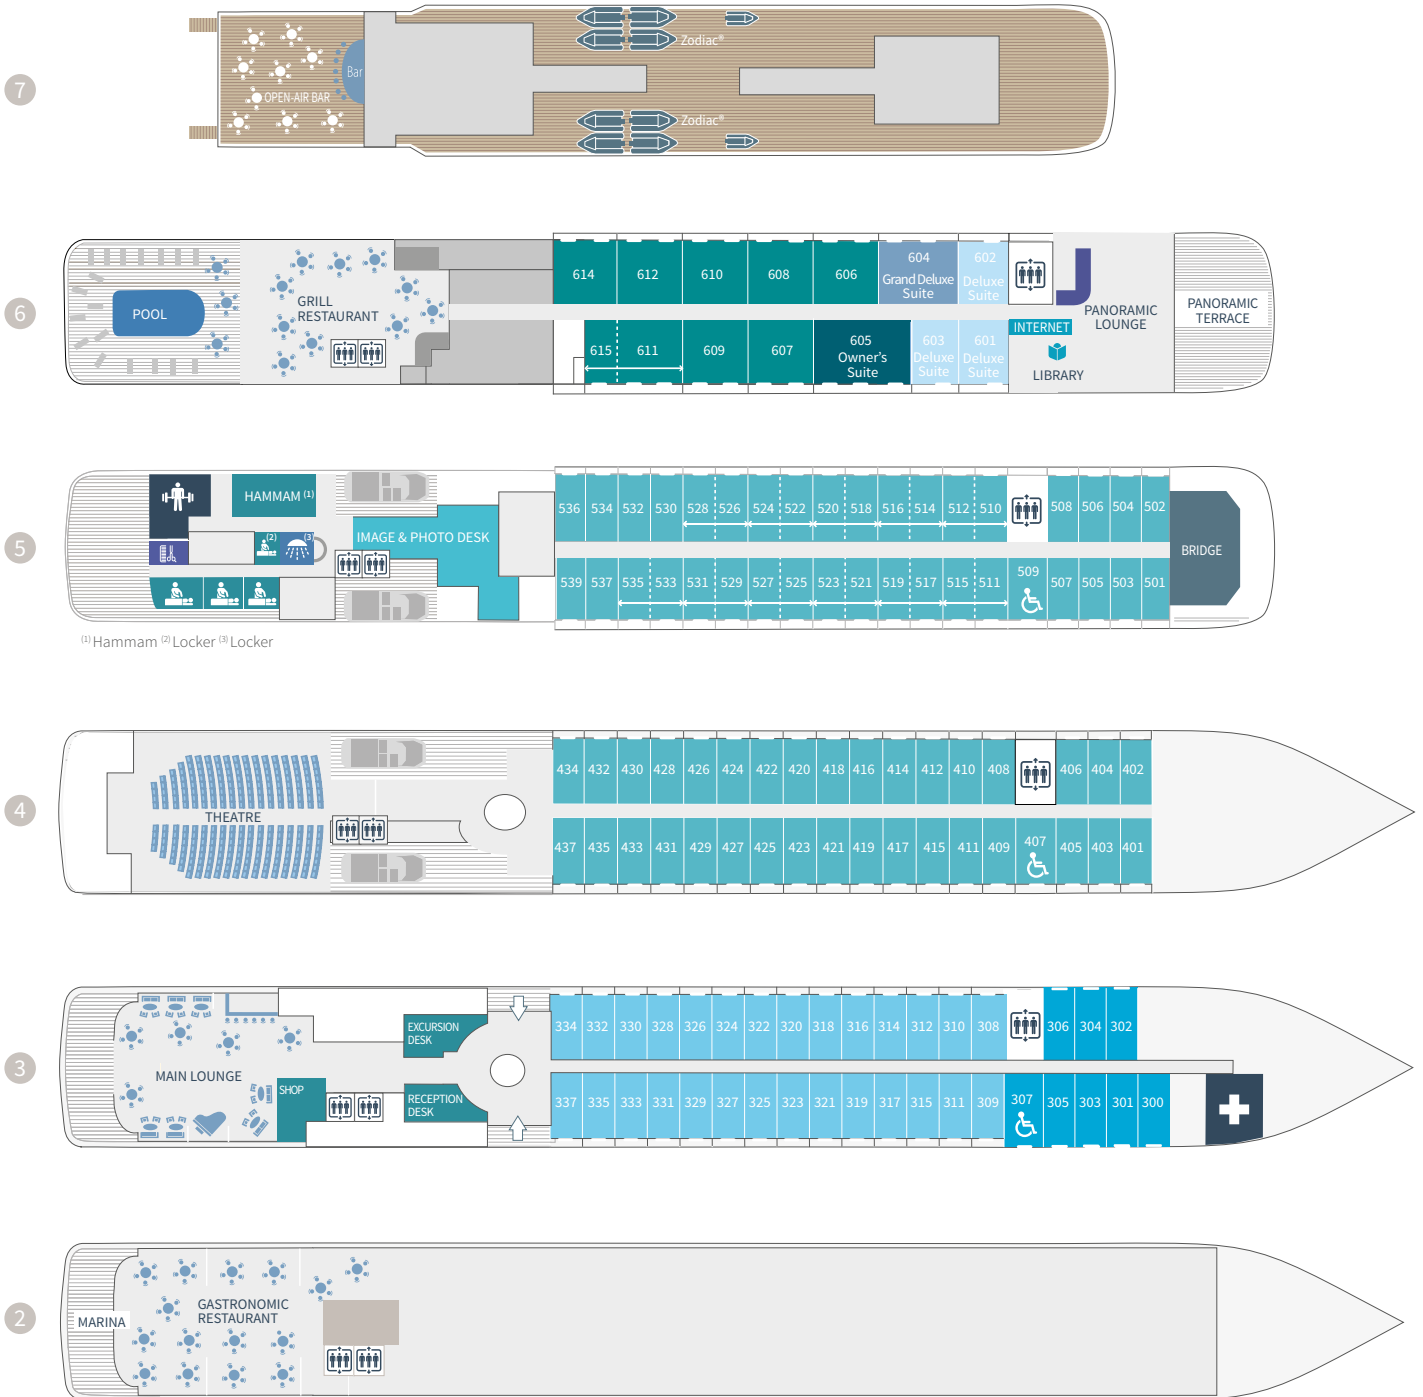 7
Bar
OPEN-AIR BAR
Zodiac®
Zodiac®
6
POOL
GRILL
RESTAURANT
614 612 610 608 606
604
Grand Deluxe
Suite
602
Deluxe
Suite
615 611 609 607
605
Owner's
Suite
603
Deluxe
Suite
601
Deluxe
Suite
INTERNET
LIBRARY
PANORAMIC
LOUNGE
PANORAMIC
TERRACE
5
HAMMAM (1)
(2)
(3)
IMAGE & PHOTO DESK
536 534 532 530 528 526 524 522 520 518 516 514 512 510 508 506 504 502
539 537 535 533 531 529 527 525 523 521 519 517 515 511 509 507 505 503 501
BRIDGE
(1) Hammam (2) Locker (3) Locker
4
THEATRE
434 432 430 428 426 424 422 420 418 416 414 412 410 408 406 404 402
437 435 433 431 429 427 425 423 421 419 417 415 411 409 407 405 403 401
3
MAIN LOUNGE
SHOP
EXCURSION
DESK
RECEPTION
DESK
334 332 330 328 326 324 322 320 318 316 314 312 310 308 306 304 302
337 335 333 331 329 327 325 323 321 319 317 315 311 309 307 305 303 301 300
2
MARINA
GASTRONOMIC
RESTAURANT